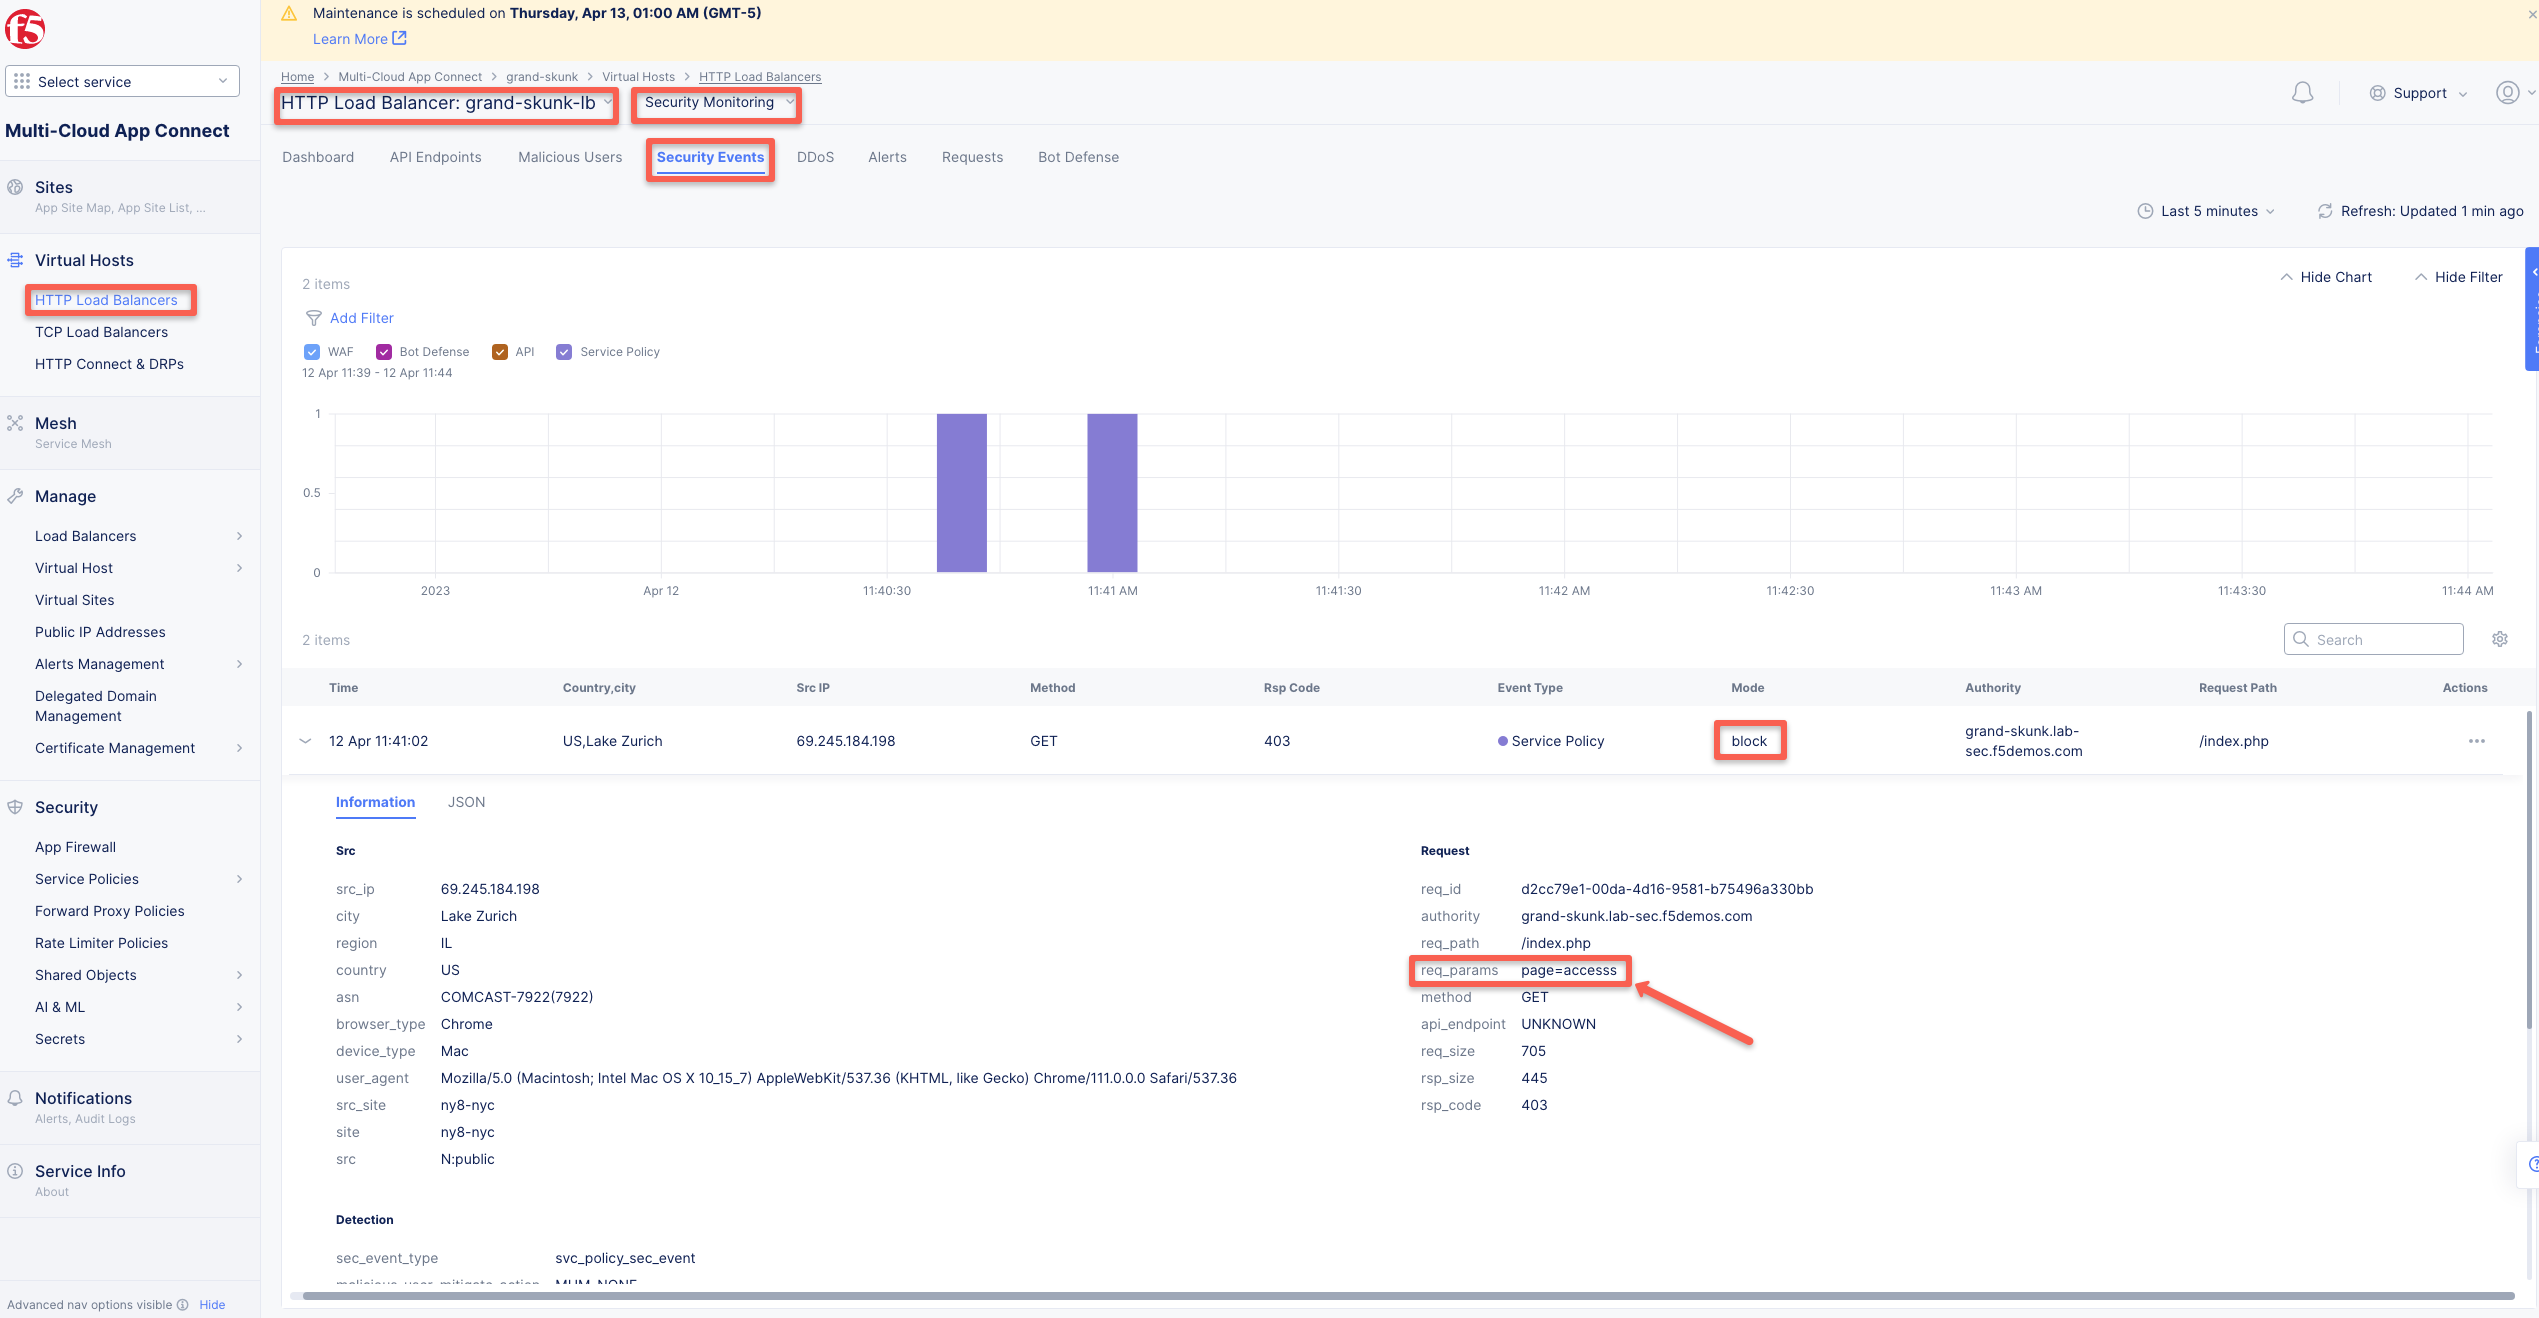 Maintenance is scheduled on Thursday, Apr 13, 01:00 AM (GMT-5)
Learn More
f5
Select service
Multi-Cloud App Connect
Sites
App Site Map, App Site List, ...
Virtual Hosts
HTTP Load Balancers
TCP Load Balancers
HTTP Connect & DRPs
Mesh
Service Mesh
Manage
Load Balancers
Virtual Host
Virtual Sites
Public IP Addresses
Alerts Management
Delegated Domain
Management
Certificate Management
Security
App Firewall
Service Policies
Forward Proxy Policies
Rate Limiter Policies
Shared Objects
AI & ML
Secrets
Notifications
Alerts, Audit Logs
Service Info
About
Advanced nav options visible Hide
Home > Multi-Cloud App Connect > grand-skunk > Virtual Hosts > HTTP Load Balancers
HTTP Load Balancer: grand-skunk-lb Security Monitoring
Support
Dashboard API Endpoints Malicious Users Security Events DDoS Alerts Requests Bot Defense
Last 5 minutes Refresh: Updated 1 min ago
2 items Hide Chart Hide Filter
Add Filter
WAF Bot Defense API Service Policy
12 Apr 11:39 - 12 Apr 11:44
1
0.5
0
2023 Apr 12 11:40:30 11:41 AM 11:41:30 11:42 AM 11:42:30 11:43 AM 11:43:30 11:44 AM
2 items Search
Time Country,city Src IP Method Rsp Code Event Type Mode Authority Request Path Actions
12 Apr 11:41:02 US,Lake Zurich 69.245.184.198 GET 403 Service Policy block grand-skunk.lab- /index.php ...
sec.f5demos.com
Information JSON
Src
src_ip 69.245.184.198
city Lake Zurich
region IL
country US
asn COMCAST-7922(7922)
browser_type Chrome
device_type Mac
user_agent Mozilla/5.0 (Macintosh; Intel Mac OS X 10_15_7) AppleWebKit/537.36 (KHTML, like Gecko) Chrome/111.0.0.0 Safari/537.36
src_site ny8-nyc
site ny8-nyc
src N:public
Request
req_id d2cc79e1-00da-4d16-9581-b75496a330bb
authority grand-skunk.lab-sec.f5demos.com
req_path /index.php
req_params page=accesss
method GET
api_endpoint UNKNOWN
req_size 705
rsp_size 445
rsp_code 403
Detection
sec_event_type svc_policy_sec_event
malicious_user_mitigate_action MUM_NONE